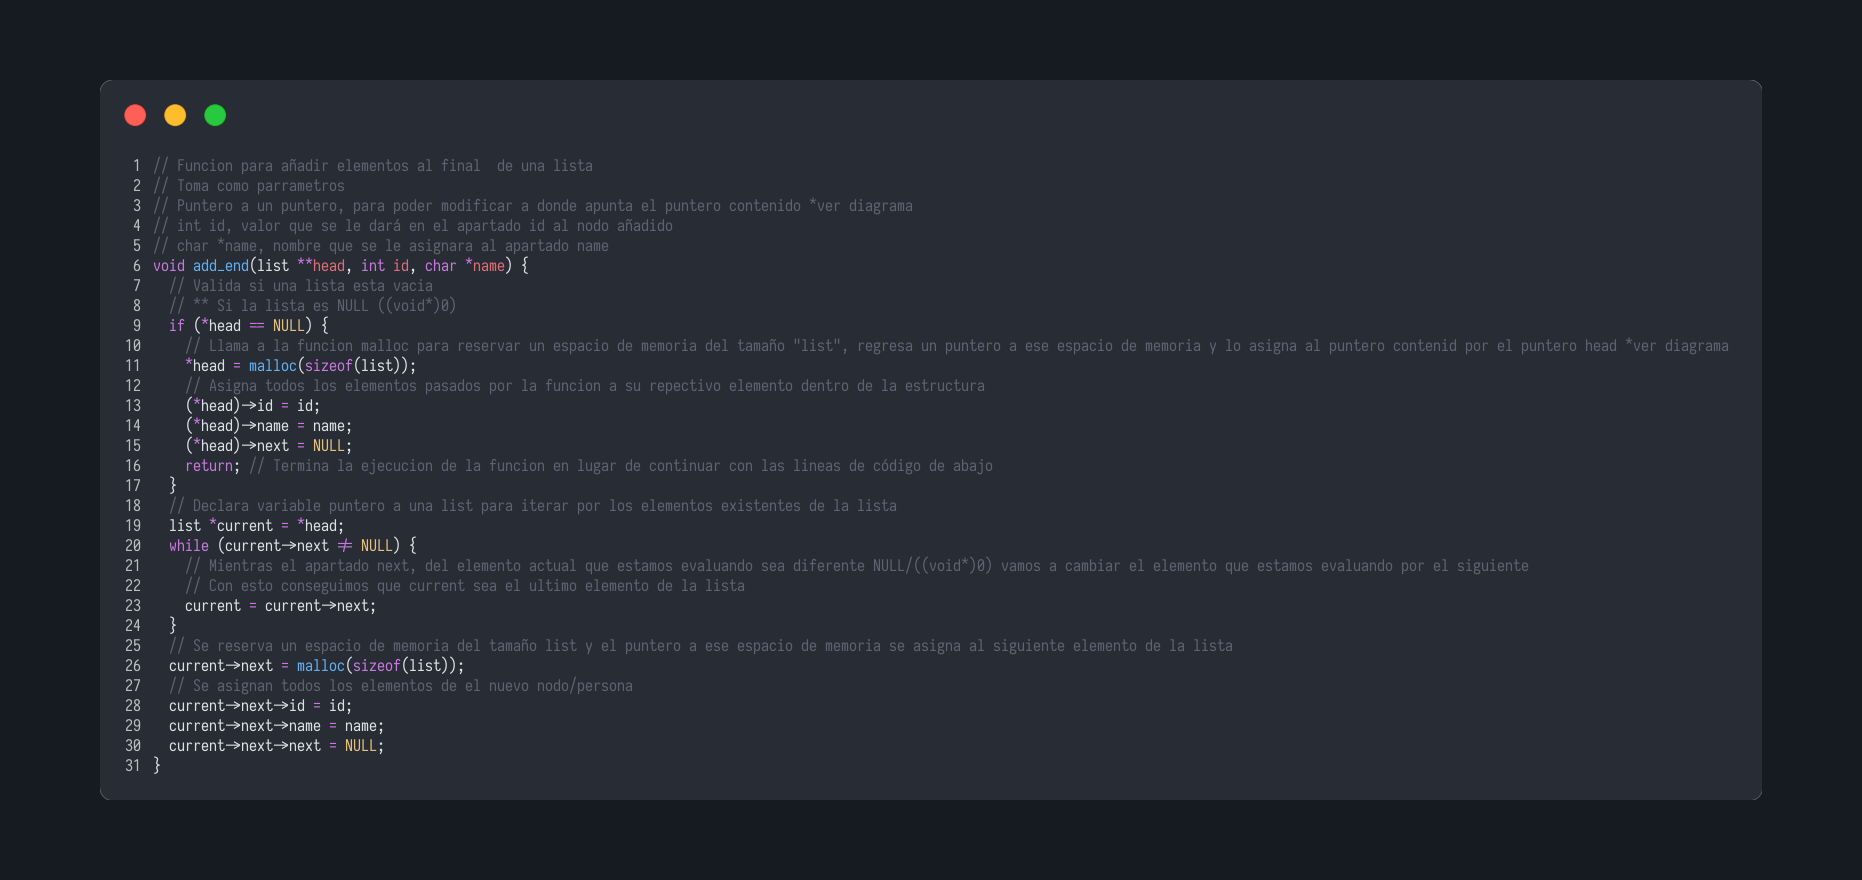 1 // Funcion para añadir elementos al final  de una lista
2 // Toma como parrametros
3 // Puntero a un puntero, para poder modificar a donde apunta el puntero contenido *ver diagrama
4 // int id, valor que se le dará en el apartado id al nodo añadido
5 // char *name, nombre que se le asignara al apartado name
6 void add_end(list **head, int id, char *name) {
7   // Valida si una lista esta vacia
8   // ** Si la lista es NULL ((void*)0)
9   if (*head == NULL) {
10     // Llama a la funcion malloc para reservar un espacio de memoria del tamaño "list", regresa un puntero a ese espacio de memoria y lo asigna al puntero contenid por el puntero head *ver diagrama
11     *head = malloc(sizeof(list));
12     // Asigna todos los elementos pasados por la funcion a su repectivo elemento dentro de la estructura
13     (*head)->id = id;
14     (*head)->name = name;
15     (*head)->next = NULL;
16     return; // Termina la ejecucion de la funcion en lugar de continuar con las lineas de código de abajo
17   }
18   // Declara variable puntero a una list para iterar por los elementos existentes de la lista
19   list *current = *head;
20   while (current->next != NULL) {
21     // Mientras el apartado next, del elemento actual que estamos evaluando sea diferente NULL/((void*)0) vamos a cambiar el elemento que estamos evaluando por el siguiente
22     // Con esto conseguimos que current sea el ultimo elemento de la lista
23     current = current->next;
24   }
25   // Se reserva un espacio de memoria del tamaño list y el puntero a ese espacio de memoria se asigna al siguiente elemento de la lista
26   current->next = malloc(sizeof(list));
27   // Se asignan todos los elementos de el nuevo nodo/persona
28   current->next->id = id;
29   current->next->name = name;
30   current->next->next = NULL;
31 }